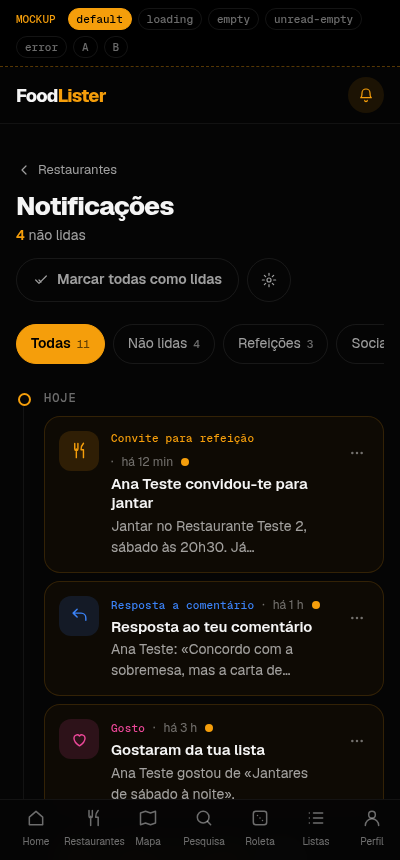 MOCKUP default loading empty unread-empty
error A B
FoodLister
Restaurantes
Notificações
4 não lidas
Marcar todas como lidas
Todas 11 Não lidas 4 Refeições 3 Socia
HOJE
Convite para refeição
· há 12 min
Ana Teste convidou-te para
jantar
Jantar no Restaurante Teste 2,
sábado às 20h30. Já…
Resposta a comentário · há 1 h
Resposta ao teu comentário
Ana Teste: «Concordo com a
sobremesa, mas a carta de…
Gosto · há 3 h
Gostaram da tua lista
Ana Teste gostou de «Jantares
de sábado à noite».
Home Restaurantes Mapa Pesquisa Roleta Listas Perfil